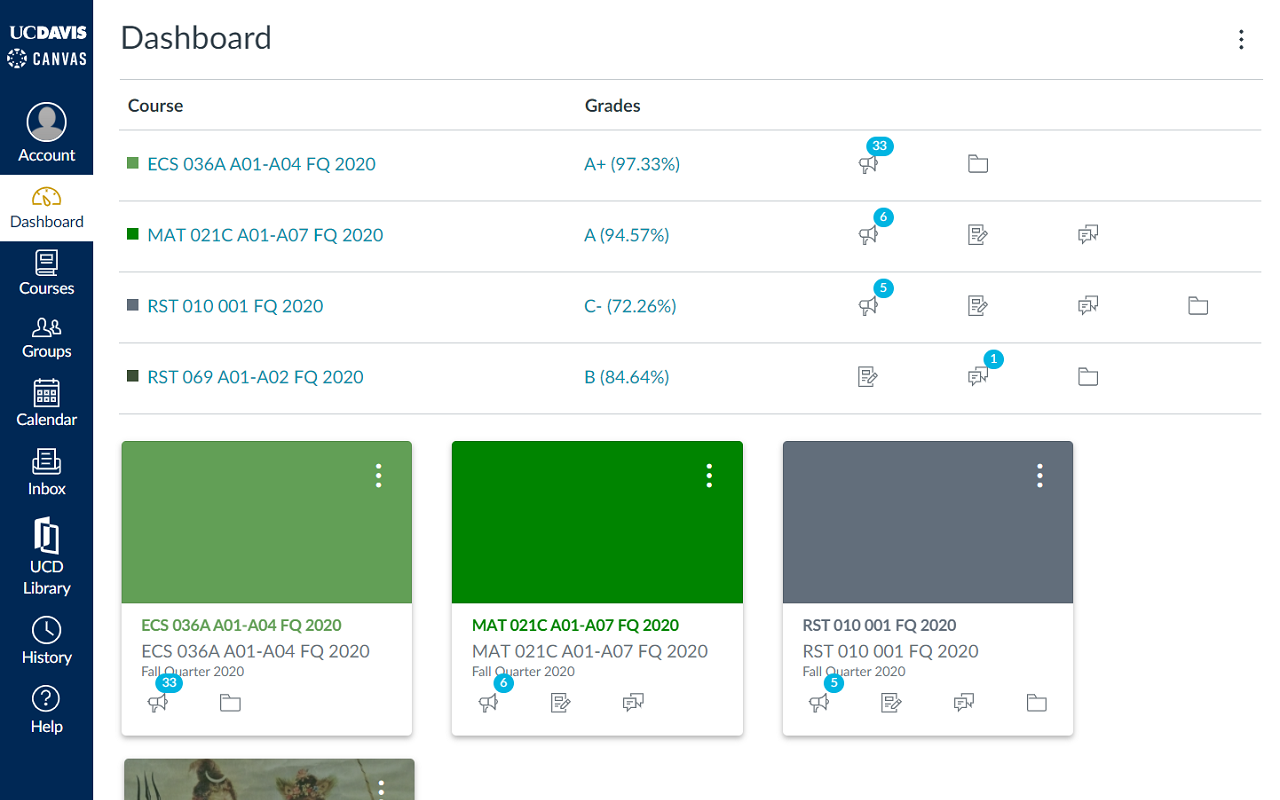 UCDAVIS
CANVAS
Account
Dashboard
Courses
Groups
Calendar
Inbox
UCD
Library
History
Help
Dashboard
Course Grades
ECS 036A A01-A04 FQ 2020 A+ (97.33%) 33
MAT 021C A01-A07 FQ 2020 A (94.57%) 6
RST 010 001 FQ 2020 C- (72.26%) 5
RST 069 A01-A02 FQ 2020 B (84.64%) 1
ECS 036A A01-A04 FQ 2020
ECS 036A A01-A04 FQ 2020
Fall Quarter 2020
33
MAT 021C A01-A07 FQ 2020
MAT 021C A01-A07 FQ 2020
Fall Quarter 2020
6
RST 010 001 FQ 2020
RST 010 001 FQ 2020
Fall Quarter 2020
5